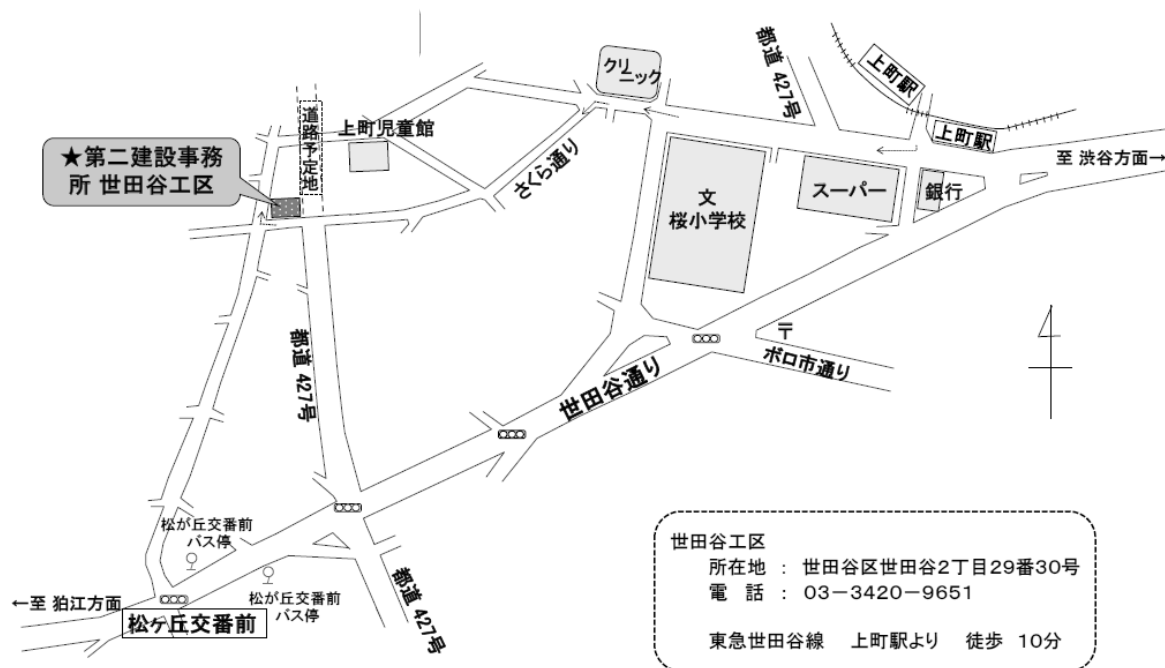 クリ
ニック
都道 427号
上町駅
上町駅
至 渋谷方面→
道路予定地
上町児童館
★第二建設事務
所 世田谷工区
さくら通り
文
桜小学校
スーパー
銀行
都道 427号
世田谷通り
〒
ボロ市通り
松が丘交番前
バス停
松が丘交番前
バス停
都道 427号
←至 狛江方面
松ヶ丘交番前
世田谷工区
所在地 : 世田谷区世田谷2丁目29番30号
電 話 : 03-3420-9651
東急世田谷線 上町駅より 徒歩 10分